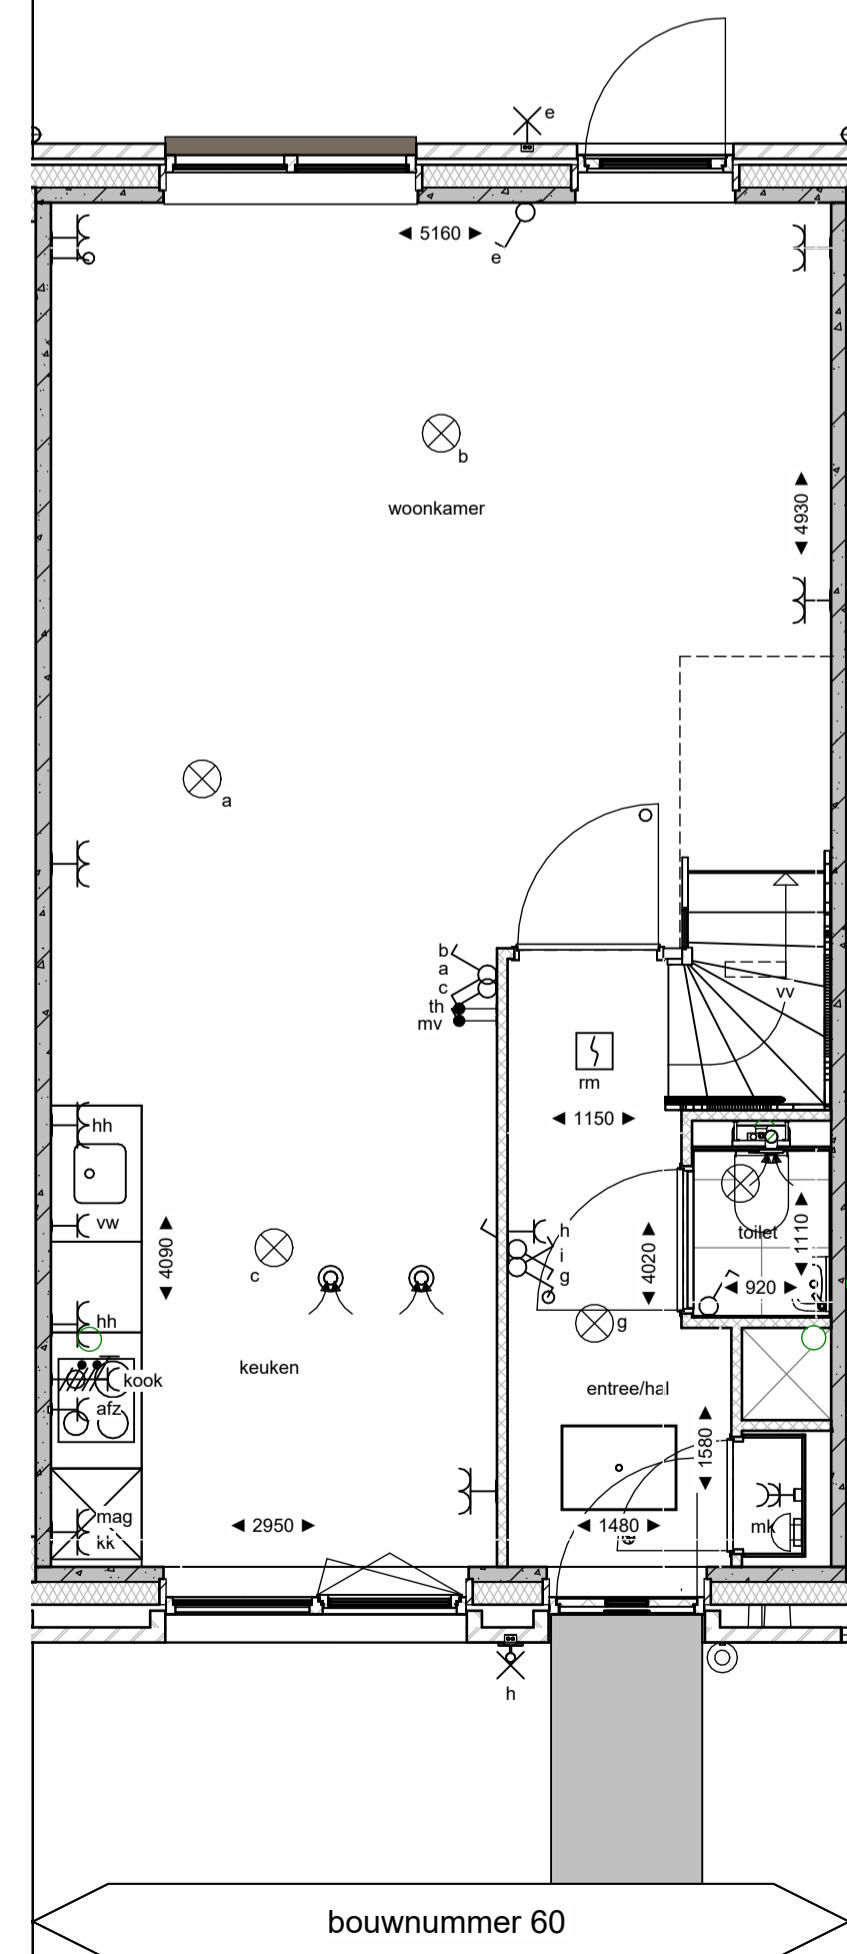 e
5160
e
b
woonkamer
4930
a
b
a
c
th
mv
vv
rm
1150
hh
vw
4090
c
h
i
g
4020
toilet
1110
920
hh
g
kook
keuken
entree/hal
afz
1580
mag
kk
2950
1480
mk
h
bouwnummer 60